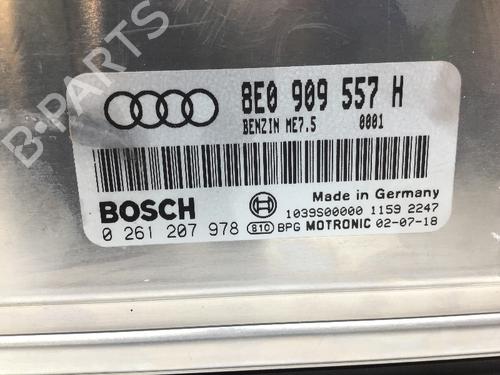 B-PARTS
8E0 909 557 H
BENZIN ME7.5 0001
BOSCH
Made in Germany
1039S00000 1159 2247
0 261 207 978 810 BPG MOTRONIC 02-07-18